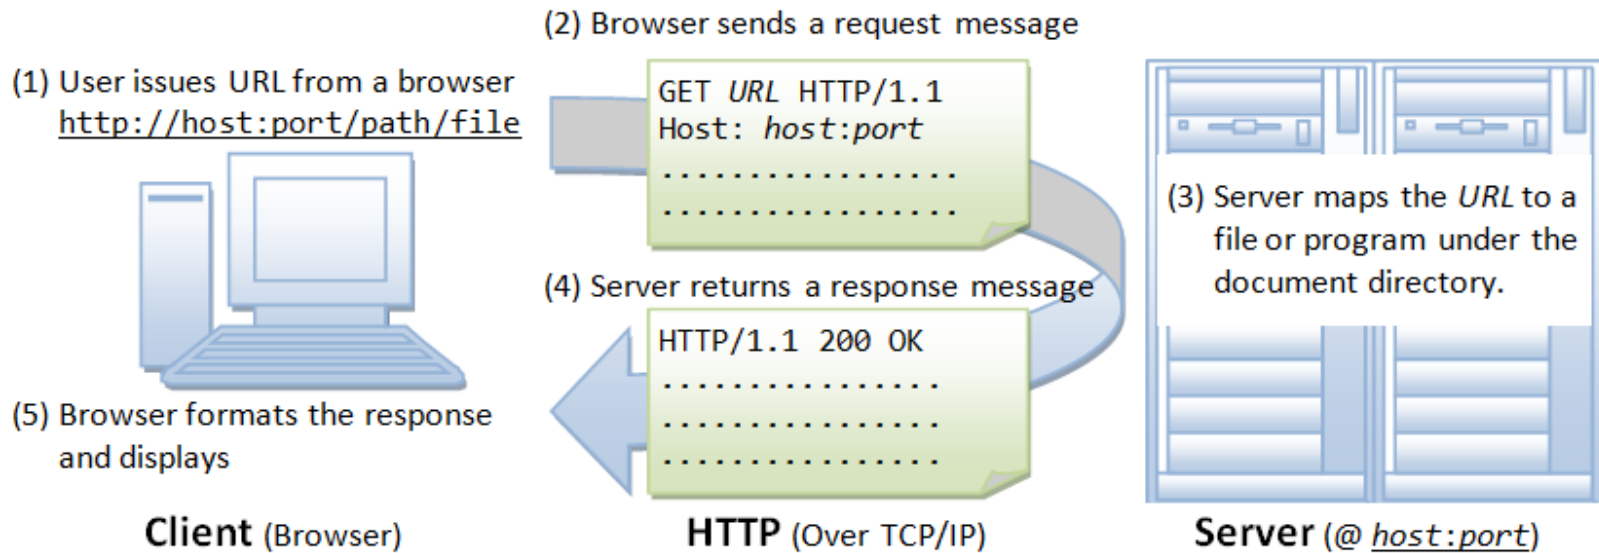 (1) User issues URL from a browser
http://host:port/path/file
(2) Browser sends a request message
GET URL HTTP/1.1
Host: host:port
..................
..................
(3) Server maps the URL to a
file or program under the
document directory.
(4) Server returns a response message
HTTP/1.1 200 OK
.................
.................
.................
(5) Browser formats the response
and displays
Client (Browser)
HTTP (Over TCP/IP)
Server (@ host:port)